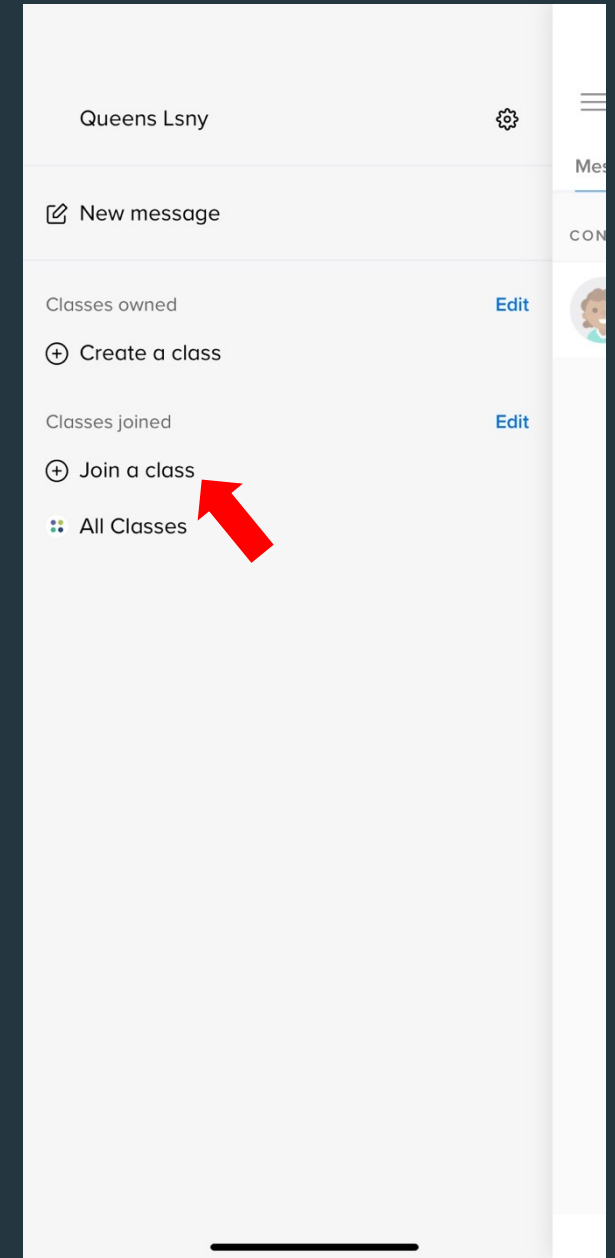 Queens Lsny
New message
Classes owned
Edit
Create a class
Classes joined
Edit
Join a class
All Classes